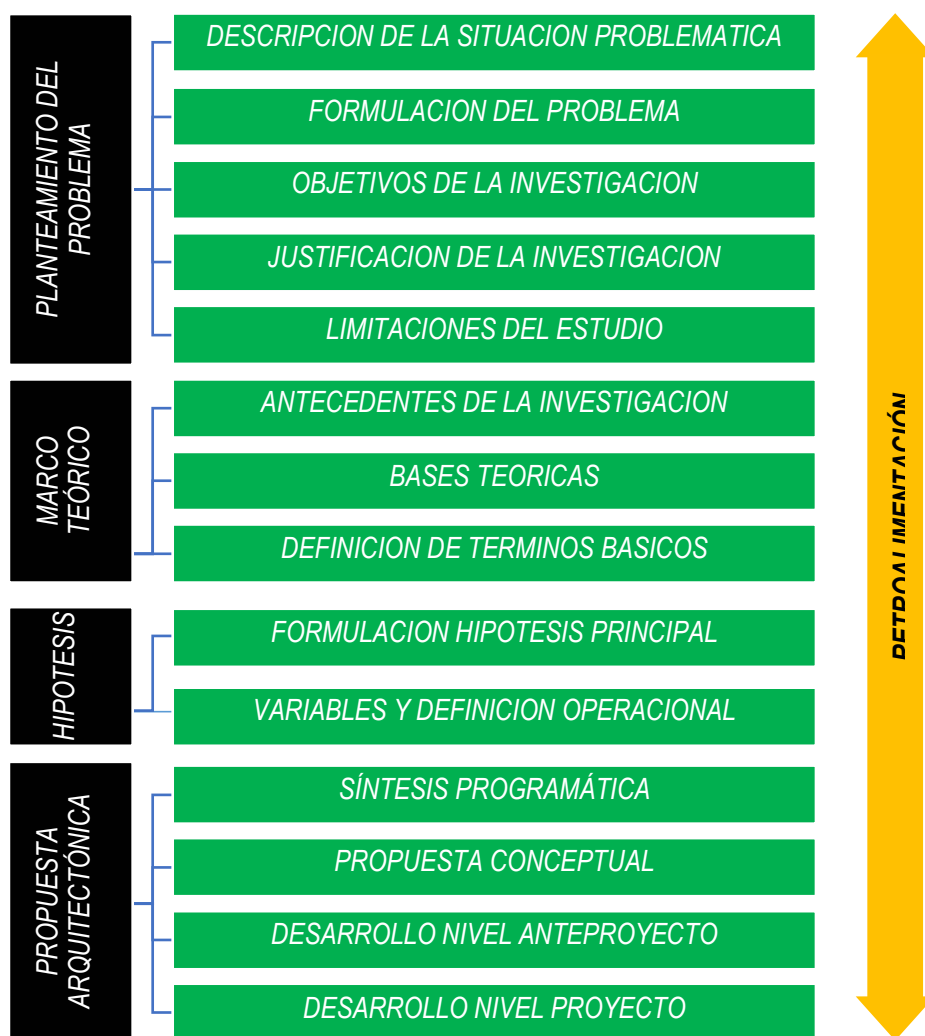 PLANTEAMIENTO DEL
PROBLEMA
DESCRIPCION DE LA SITUACION PROBLEMATICA
FORMULACION DEL PROBLEMA
OBJETIVOS DE LA INVESTIGACION
JUSTIFICACION DE LA INVESTIGACION
LIMITACIONES DEL ESTUDIO
MARCO
TEÓRICO
ANTECEDENTES DE LA INVESTIGACION
BASES TEORICAS
DEFINICION DE TERMINOS BASICOS
HIPOTESIS
FORMULACION HIPOTESIS PRINCIPAL
VARIABLES Y DEFINICION OPERACIONAL
PROPUESTA
ARQUITECTÓNICA
SÍNTESIS PROGRAMÁTICA
PROPUESTA CONCEPTUAL
DESARROLLO NIVEL ANTEPROYECTO
DESARROLLO NIVEL PROYECTO
RETROALIMENTACIÓN